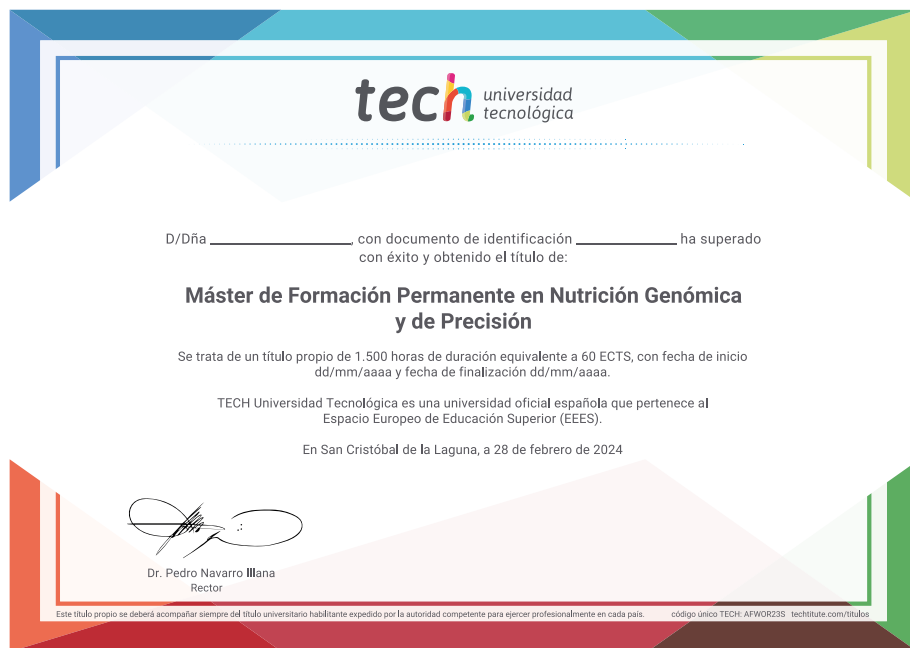 tech universidad
tecnológica
D/Dña ____________________, con documento de identificación ______________ ha superado
con éxito y obtenido el título de:
Máster de Formación Permanente en Nutrición Genómica
y de Precisión
Se trata de un título propio de 1.500 horas de duración equivalente a 60 ECTS, con fecha de inicio
dd/mm/aaaa y fecha de finalización dd/mm/aaaa.
TECH Universidad Tecnológica es una universidad oficial española que pertenece al
Espacio Europeo de Educación Superior (EEES).
En San Cristóbal de la Laguna, a 28 de febrero de 2024
Dr. Pedro Navarro Illana
Rector
Este título propio se deberá acompañar siempre del título universitario habilitante expedido por la autoridad competente para ejercer profesionalmente en cada país. código único TECH: AFWOR23S techtitute.com/titulos